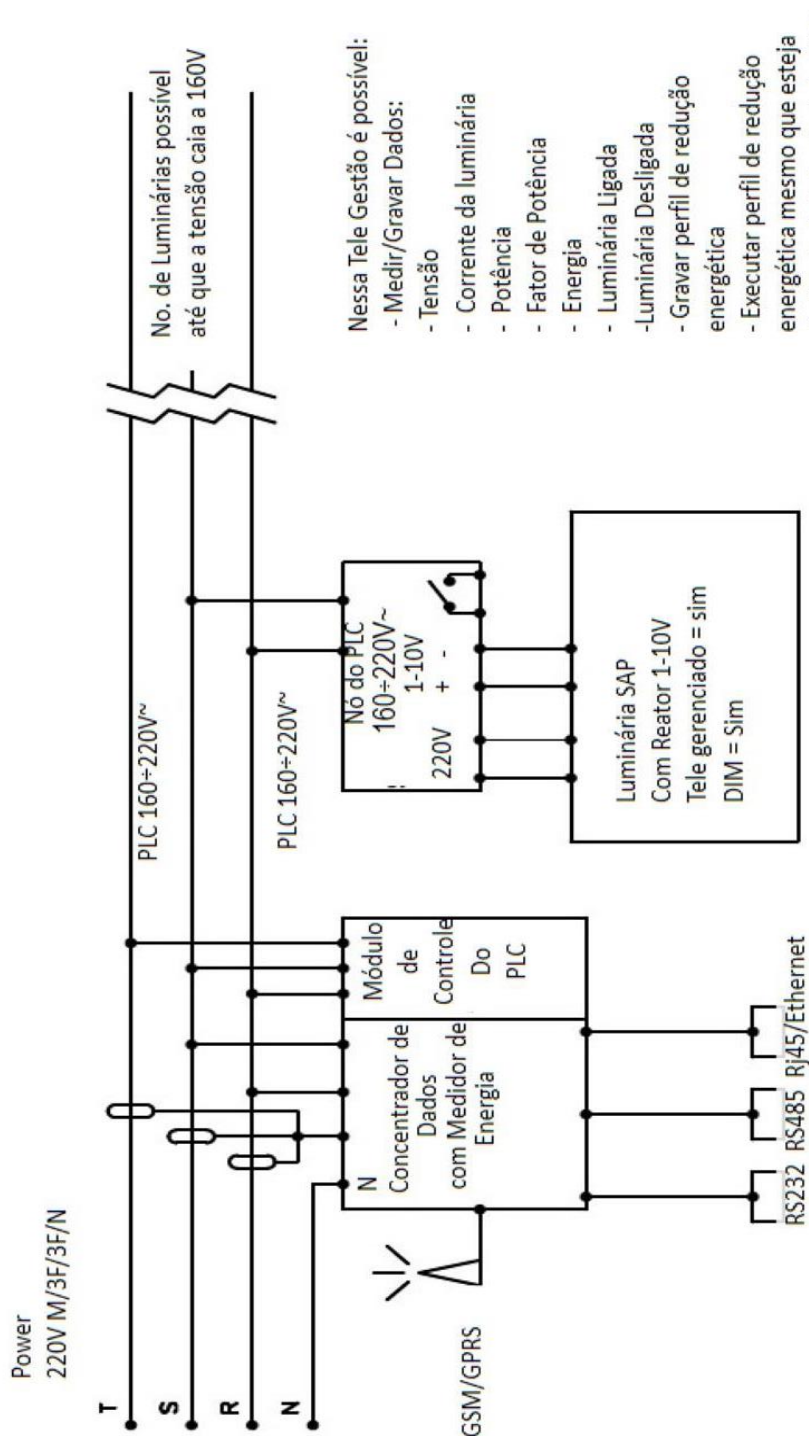 Power
220V M/3F/3F/N
T
S
R
N
No. de Luminárias possível
até que a tensão caia a 160V
PLC 160÷220V~
PLC 160÷220V~
N
Concentrador de
Dados
com Medidor de
Energia
Módulo
de
Controle
Do
PLC
GSM/GPRS
RS232
RS485
Rj45/Ethernet
Nó do PLC
160÷220V~
1-10V
220V + -
Luminária SAP
Com Reator 1-10V
Tele gerenciado = sim
DIM = Sim
Nessa Tele Gestão é possível:
- Medir/Gravar Dados:
- Tensão
- Corrente da luminária
- Potência
- Fator de Potência
- Energia
- Luminária Ligada
-Luminária Desligada
- Gravar perfil de redução
energética
- Executar perfil de redução
energética mesmo que esteja